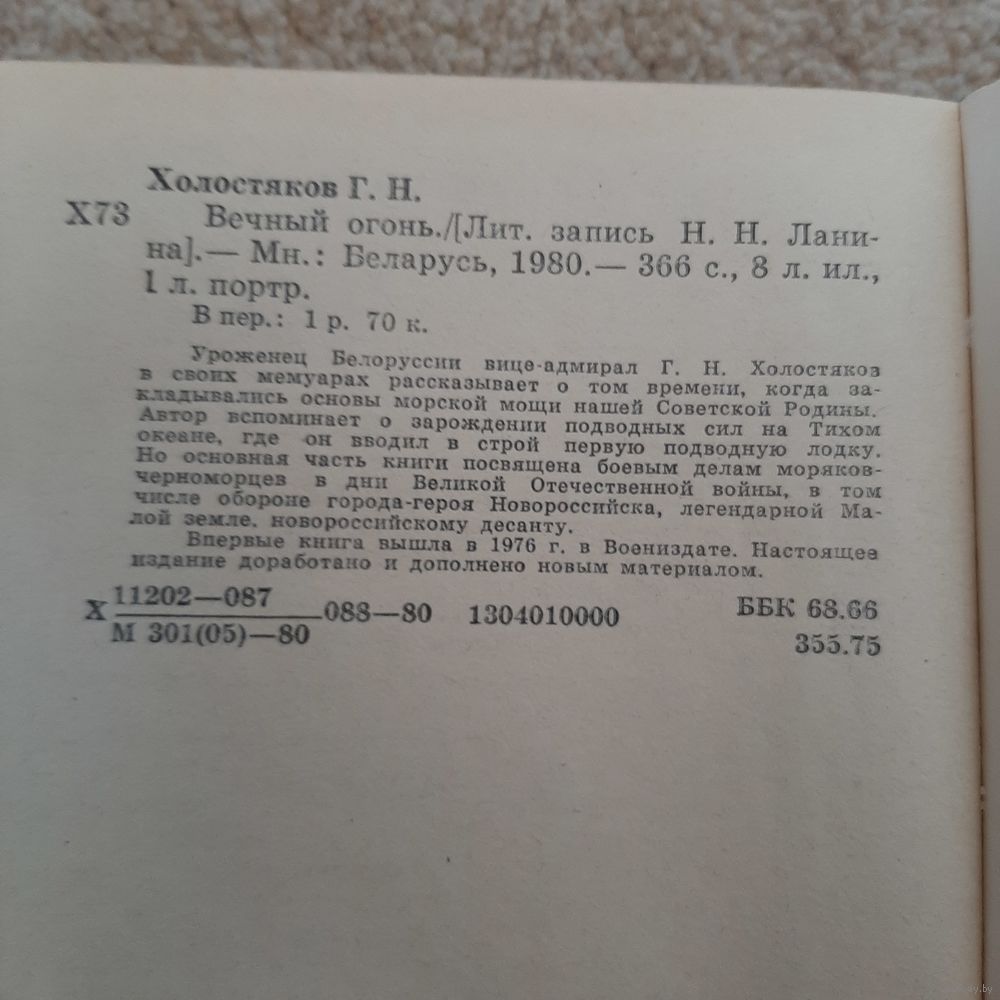 Холостяков Г. Н.
Х73 Вечный огонь./[Лит. запись Н. Н. Лани-
на].— Мн.: Беларусь, 1980.— 366 с., 8 л. ил.,
1 л. портр.
В пер.: 1 р. 70 к.
Уроженец Белоруссии вице-адмирал Г. Н. Холостяков
в своих мемуарах рассказывает о том времени, когда за-
кладывались основы морской мощи нашей Советской Родины.
Автор вспоминает о зарождении подводных сил на Тихом
океане, где он вводил в строй первую подводную лодку.
Но основная часть книги посвящена боевым делам моряков-
черноморцев в дни Великой Отечественной войны, в том
числе обороне города-героя Новороссийска, легендарной Ма-
лой земле, новороссийскому десанту.
Впервые книга вышла в 1976 г. в Воениздате. Настоящее
издание доработано и дополнено новым материалом.
Х 11202—087 088—80 1304010000 ББК 68.66
М 301(05)—80 355.75